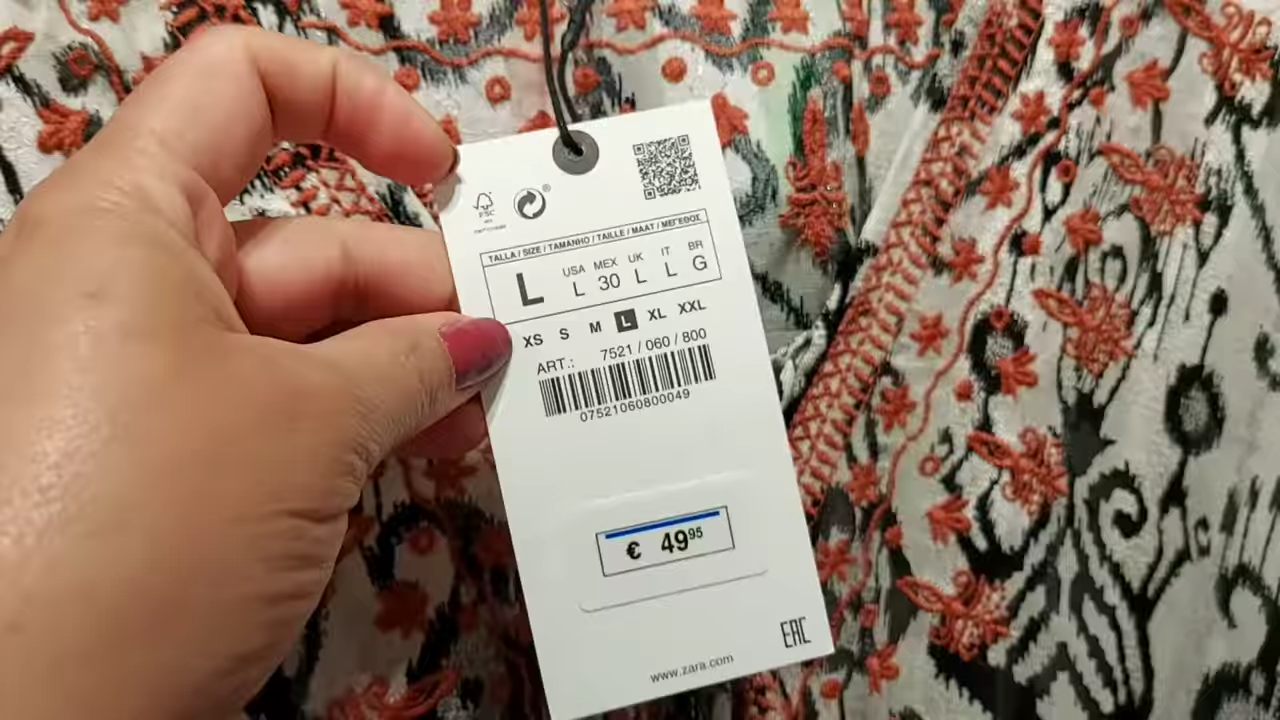 FSC
®
TALLA / SIZE / TAMANHO / TAILLE / MAAT / ΜΕΓΕΘΟΣ
USA MEX UK IT BR
L L 30 L L G
XS S M L XL XXL
ART.: 7521 / 060 / 800
07521060800049
€ 4995
EAC
www.zara.com